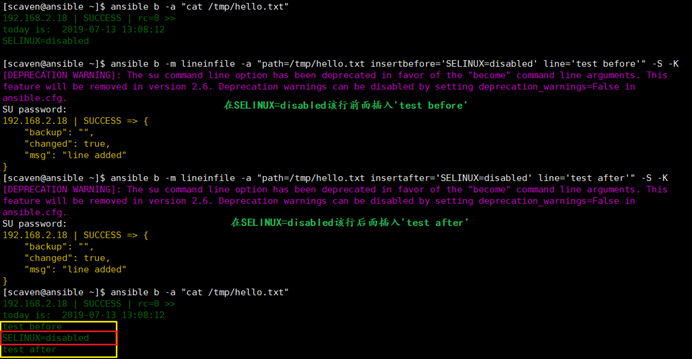 [scaven@ansible ~]$ ansible b -a "cat /tmp/hello.txt"
192.168.2.18 | SUCCESS | rc=0 >>
today is:  2019-07-13 13:08:12
SELINUX=disabled
[scaven@ansible ~]$ ansible b -m lineinfile -a "path=/tmp/hello.txt insertbefore='SELINUX=disabled' line='test before'" -S -K
[DEPRECATION WARNING]: The su command line option has been deprecated in favor of the "become" command line arguments. This
feature will be removed in version 2.6. Deprecation warnings can be disabled by setting deprecation_warnings=False in
ansible.cfg.
在SELINUX=disabled该行前面插入'test before'
SU password:
192.168.2.18 | SUCCESS => {
    "backup": "",
    "changed": true,
    "msg": "line added"
}
[scaven@ansible ~]$ ansible b -m lineinfile -a "path=/tmp/hello.txt insertafter='SELINUX=disabled' line='test after'" -S -K
[DEPRECATION WARNING]: The su command line option has been deprecated in favor of the "become" command line arguments. This
feature will be removed in version 2.6. Deprecation warnings can be disabled by setting deprecation_warnings=False in
ansible.cfg.
在SELINUX=disabled该行后面插入'test after'
SU password:
192.168.2.18 | SUCCESS => {
    "backup": "",
    "changed": true,
    "msg": "line added"
}
[scaven@ansible ~]$ ansible b -a "cat /tmp/hello.txt"
192.168.2.18 | SUCCESS | rc=0 >>
today is:  2019-07-13 13:08:12
test before
SELINUX=disabled
test after